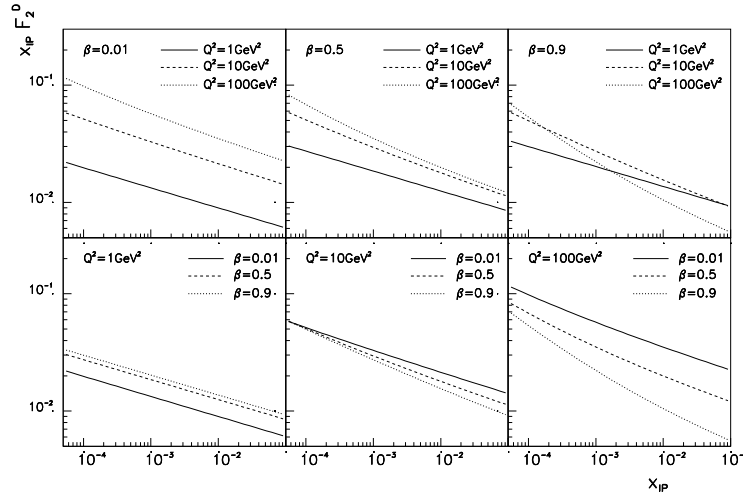 x_IP F_2^D
β=0.01
Q²=1GeV²
Q²=10GeV²
Q²=100GeV²
β=0.5
Q²=1GeV²
Q²=10GeV²
Q²=100GeV²
β=0.9
Q²=1GeV²
Q²=10GeV²
Q²=100GeV²
10⁻¹
10⁻²
Q²=1GeV²
β=0.01
β=0.5
β=0.9
Q²=10GeV²
β=0.01
β=0.5
β=0.9
Q²=100GeV²
β=0.01
β=0.5
β=0.9
10⁻¹
10⁻²
10⁻⁴ 10⁻³ 10⁻² 10⁻⁴ 10⁻³ 10⁻² 10⁻⁴ 10⁻³ 10⁻² 10⁻¹
x_IP